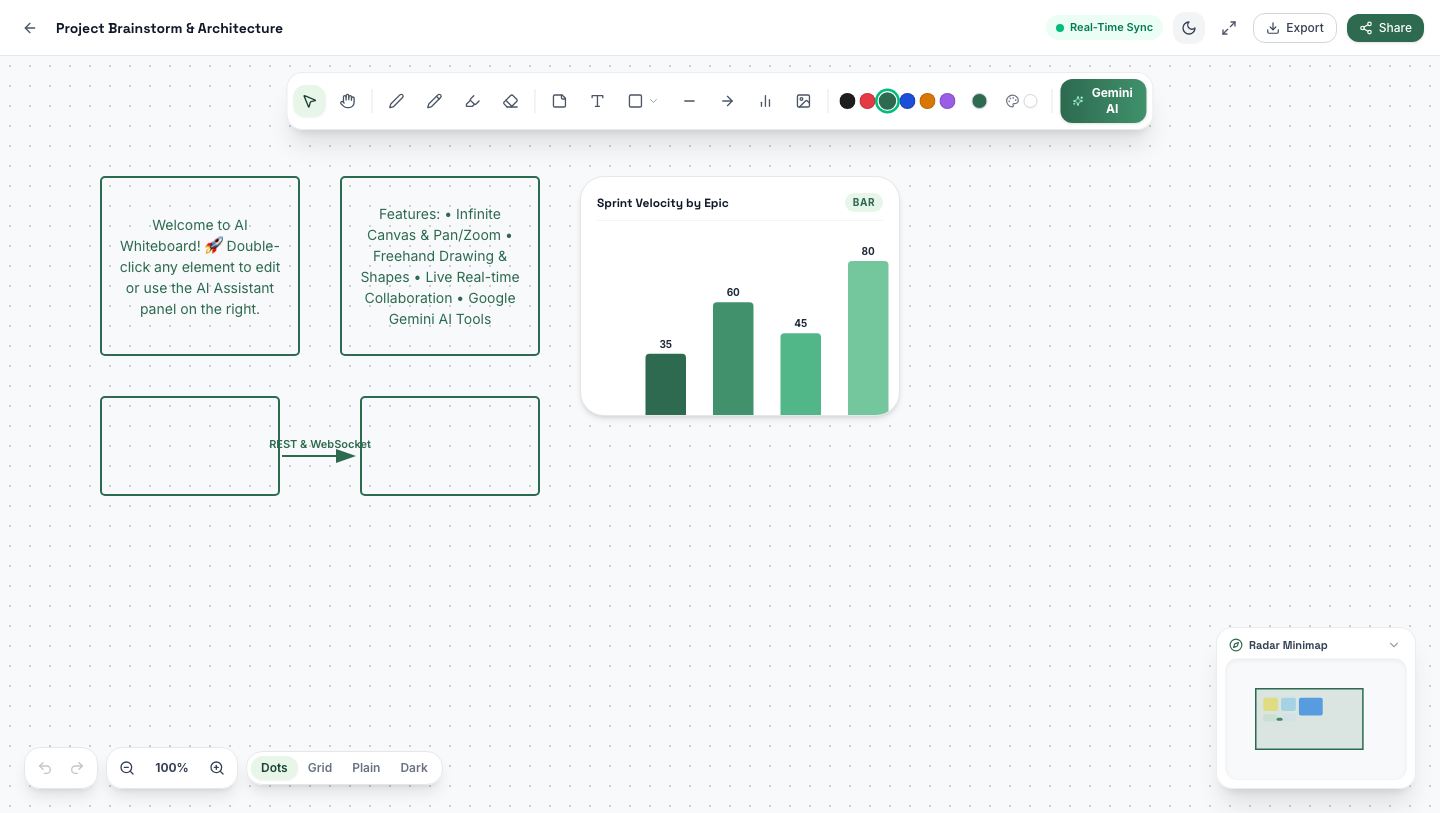 Project Brainstorm & Architecture
Real-Time Sync
Export
Share
Gemini
AI
Welcome to AI
Whiteboard! 🚀 Double-
click any element to edit
or use the AI Assistant
panel on the right.
Features: • Infinite
Canvas & Pan/Zoom •
Freehand Drawing &
Shapes • Live Real-time
Collaboration • Google
Gemini AI Tools
Sprint Velocity by Epic
BAR
35
60
45
80
REST & WebSocket
Radar Minimap
100%
Dots
Grid
Plain
Dark